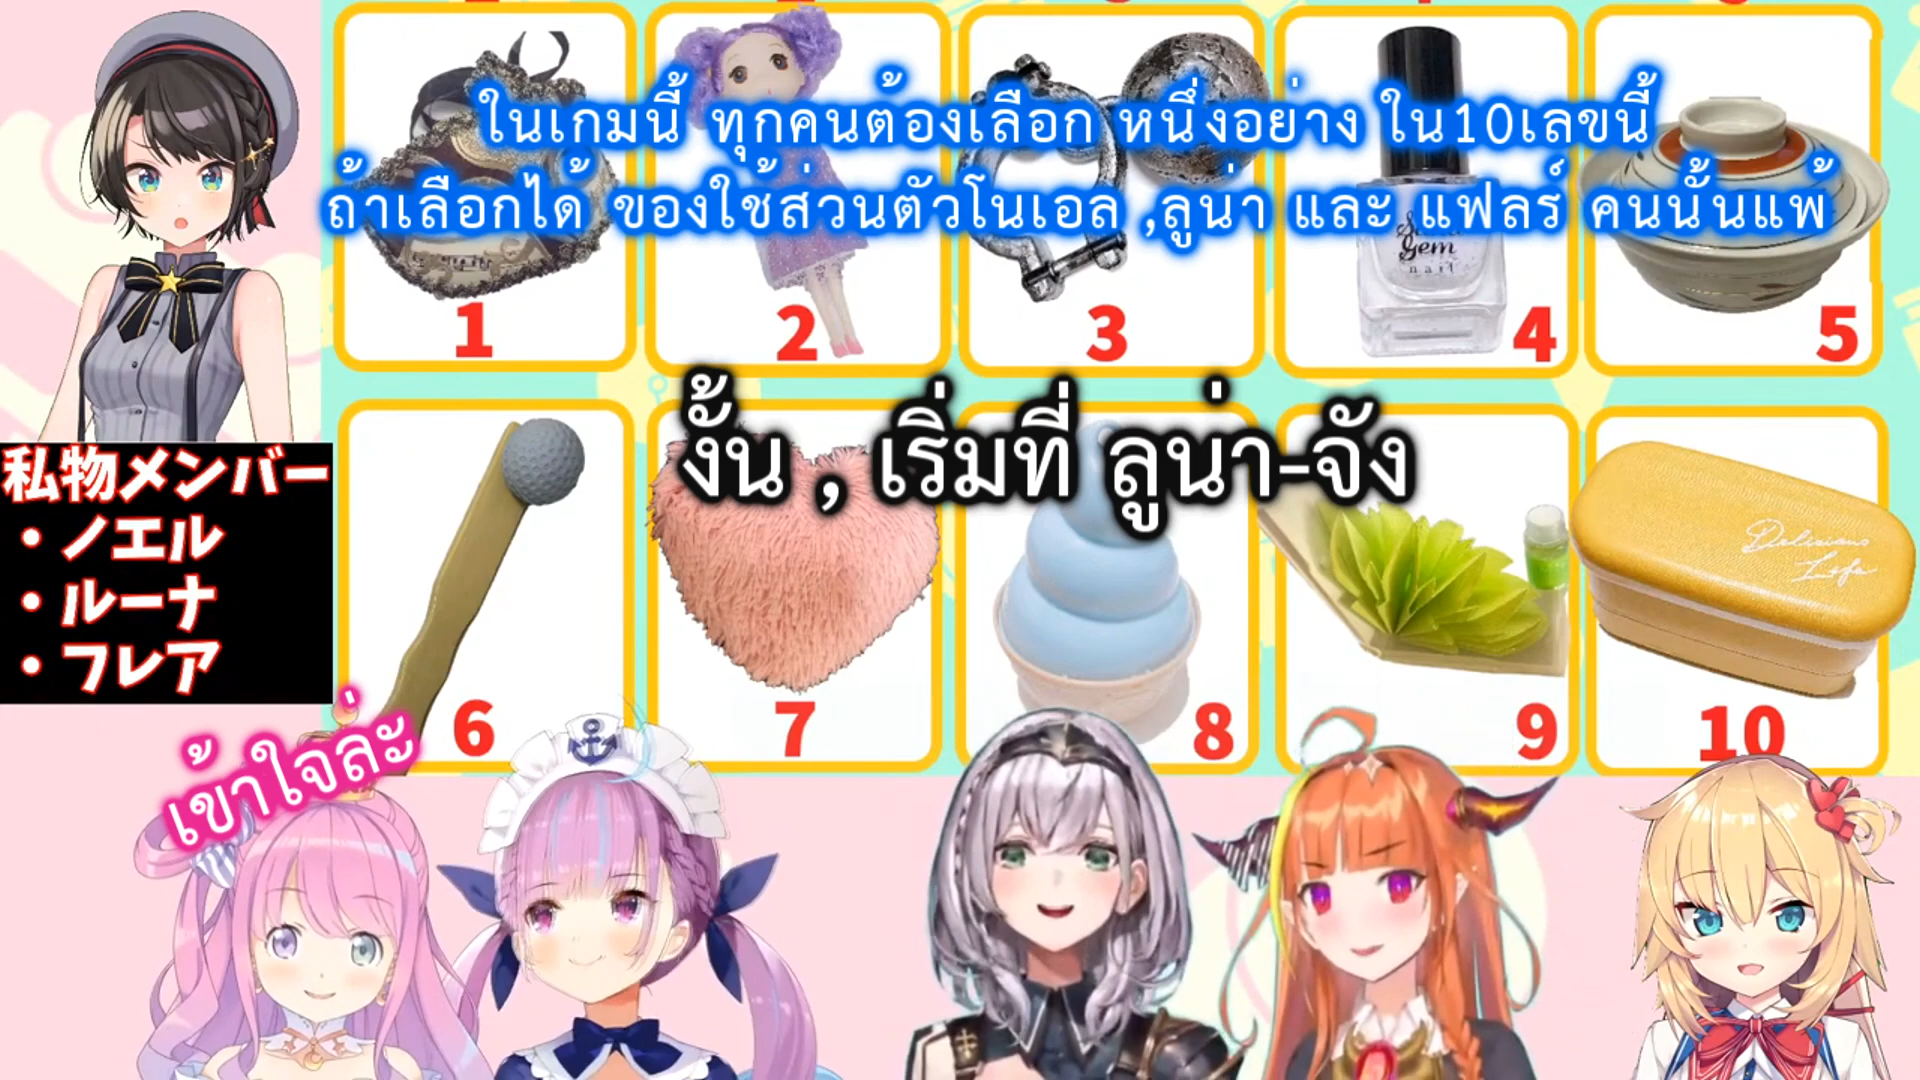 ในเกมนี้ ทุกคนต้องเลือก หนึ่งอย่าง ใน10เลขนี้
ถ้าเลือกได้ ของใช้ส่วนตัวโนเอล ,ลูน่า และ แฟลร์ คนนั้นแพ้
Gem
nail
1
2
3
4
5
งั้น , เริ่มที่ ลูน่า-จัง
私物メンバー
・ノエル
・ルーナ
・フレア
Delicious
Life
6
7
8
9
10
เข้าใจล่ะ